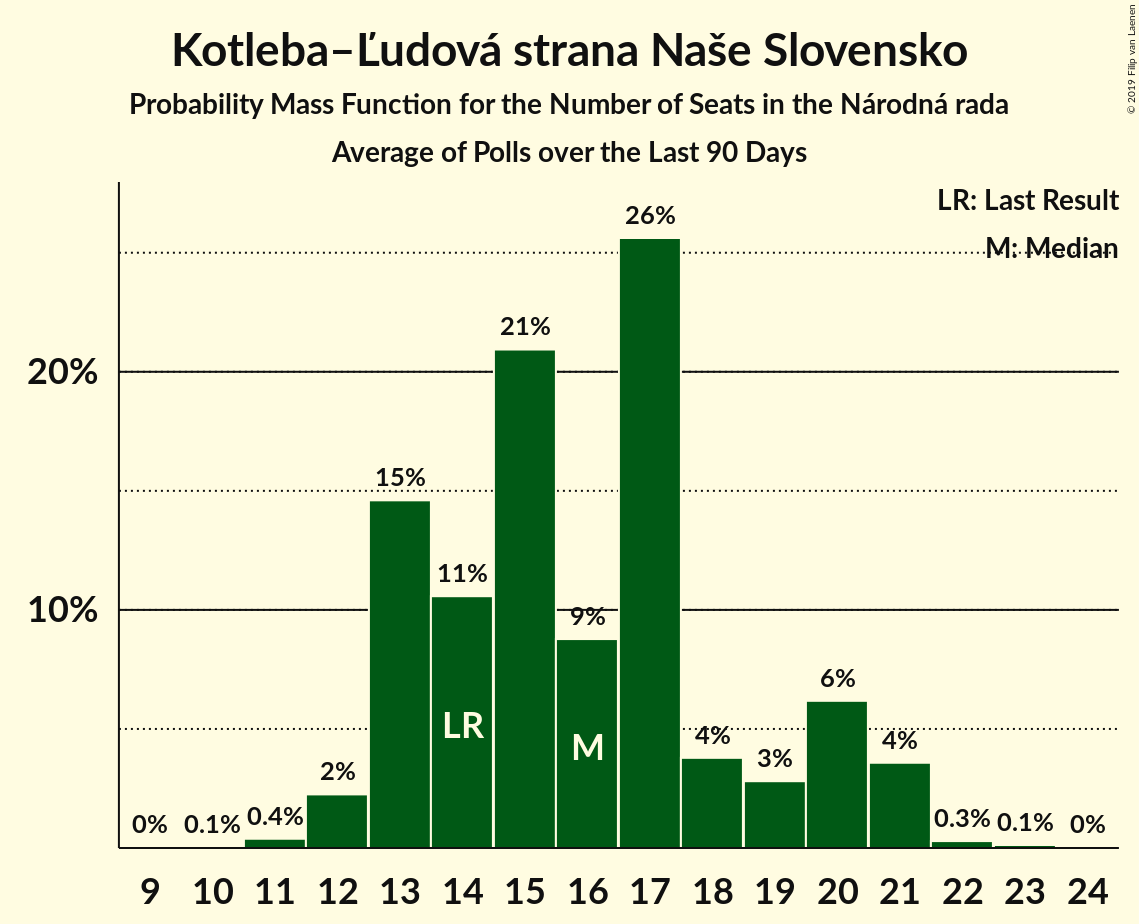 Kotleba–Ľudová strana Naše Slovensko
Probability Mass Function for the Number of Seats in the Národná rada
Average of Polls over the Last 90 Days
© 2019 Filip van Laenen
LR: Last Result
M: Median
26%
21%
20%
15%
11%
10%
9%
6%
LR
M
4%
4%
3%
2%
0%
0.1%
0.4%
0.3%
0.1%
0%
9 10 11 12 13 14 15 16 17 18 19 20 21 22 23 24